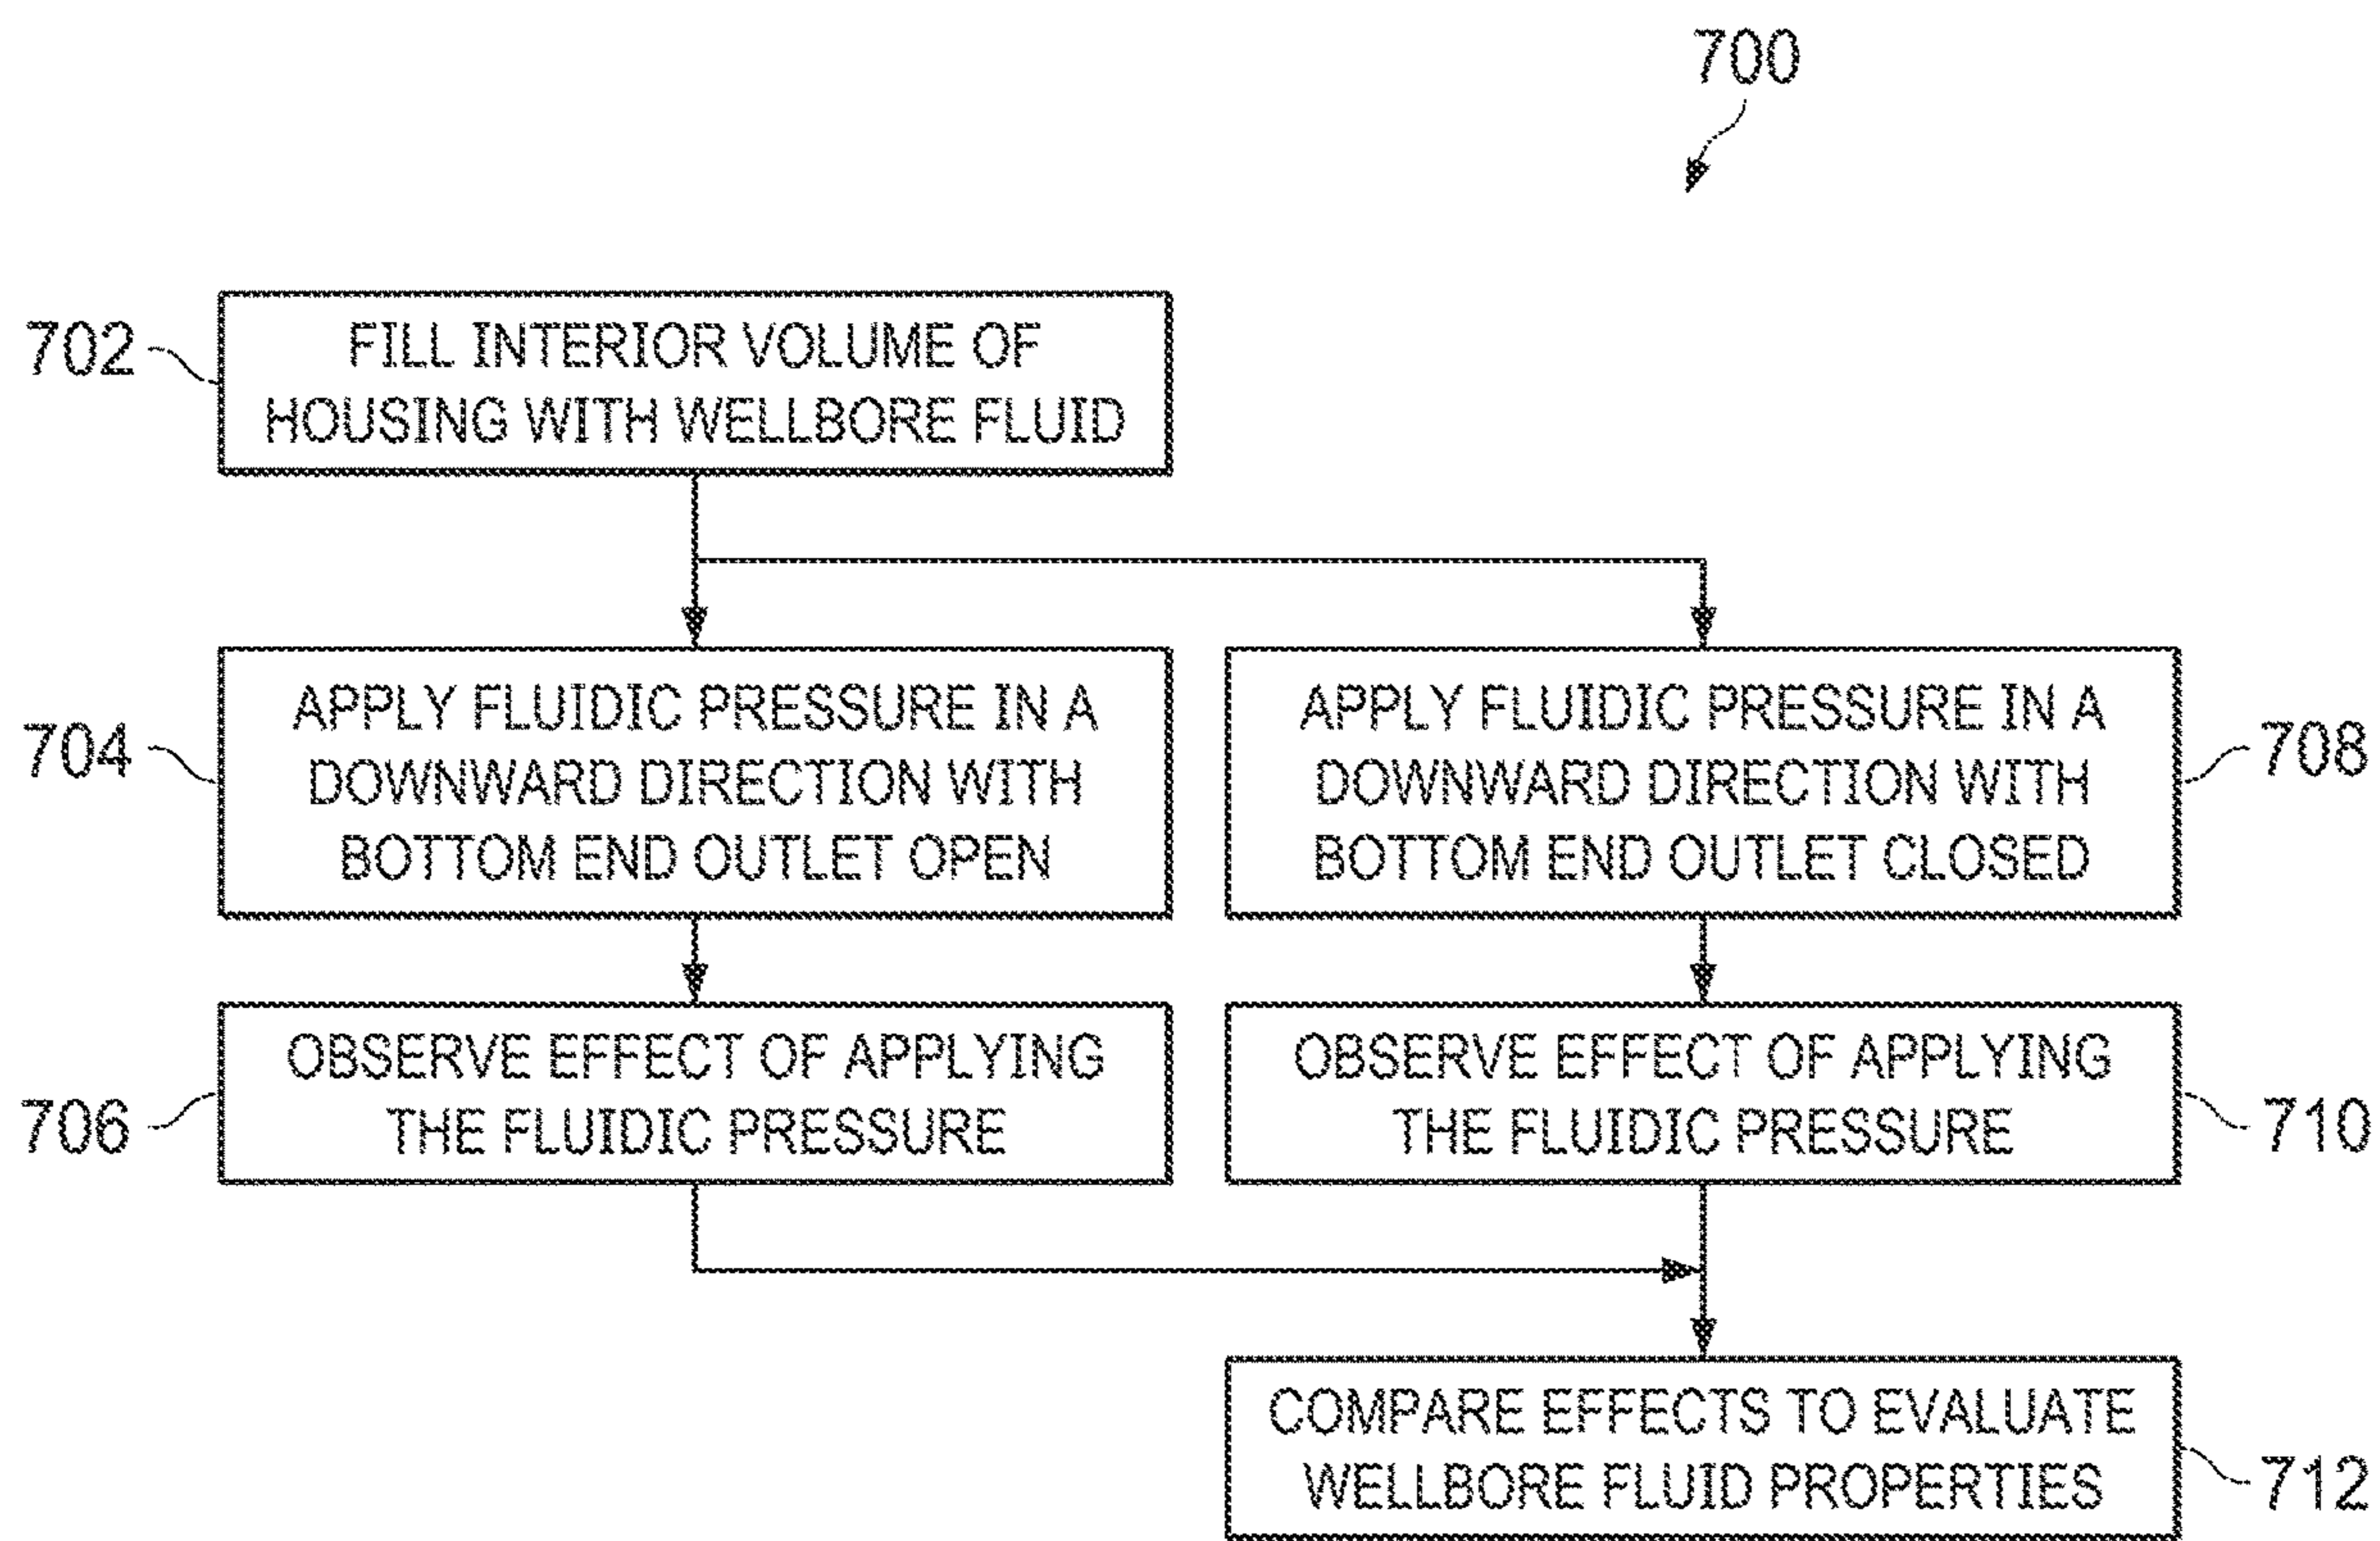 700
702
FILL INTERIOR VOLUME OF
HOUSING WITH WELLBORE FLUID
704
APPLY FLUIDIC PRESSURE IN A
DOWNWARD DIRECTION WITH
BOTTOM END OUTLET OPEN
APPLY FLUIDIC PRESSURE IN A
DOWNWARD DIRECTION WITH
BOTTOM END OUTLET CLOSED
708
706
OBSERVE EFFECT OF APPLYING
THE FLUIDIC PRESSURE
OBSERVE EFFECT OF APPLYING
THE FLUIDIC PRESSURE
710
COMPARE EFFECTS TO EVALUATE
WELLBORE FLUID PROPERTIES
712